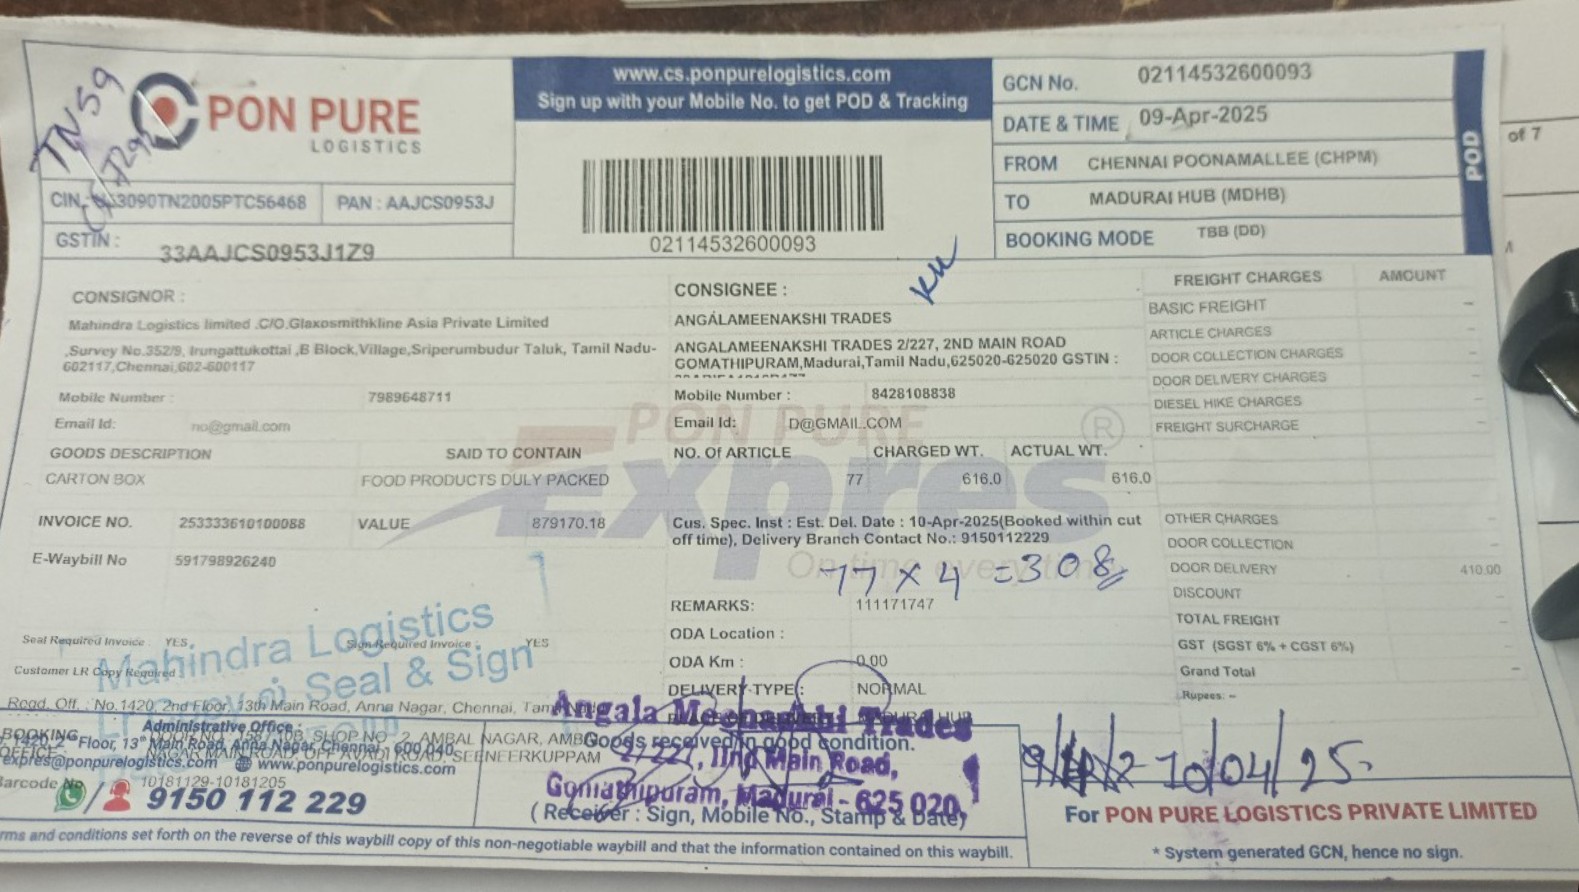 TN59
PON PURE
LOGISTICS
CIN : U63090TN2005PTC56468 PAN : AAJCS0953J
GSTIN : 33AAJCS0953J1Z9
www.cs.ponpurelogistics.com
Sign up with your Mobile No. to get POD & Tracking
02114532600093
GCN No. 02114532600093
DATE & TIME 09-Apr-2025
FROM CHENNAI POONAMALLEE (CHPM)
TO MADURAI HUB (MDHB)
BOOKING MODE TBB (DD)
POD
of 7
CONSIGNOR :
Mahindra Logistics limited .C/O.Glaxosmithkline Asia Private Limited
,Survey No.352/9, Irungattukottai ,B Block,Village,Sriperumbudur Taluk, Tamil Nadu-
602117,Chennai,602-600117
Mobile Number : 7989648711
Email Id: no@gmail.com
CONSIGNEE :
ANGALAMEENAKSHI TRADES
ANGALAMEENAKSHI TRADES 2/227, 2ND MAIN ROAD
GOMATHIPURAM,Madurai,Tamil Nadu,625020-625020 GSTIN :
Mobile Number : 8428108838
Email Id: D@GMAIL.COM
PON PURE
Expres ®
GOODS DESCRIPTION SAID TO CONTAIN
CARTON BOX FOOD PRODUCTS DULY PACKED
NO. Of ARTICLE CHARGED WT. ACTUAL WT.
77 616.0 616.0
INVOICE NO. 253333610100088 VALUE 879170.18
E-Waybill No 591798926240
Cus. Spec. Inst : Est. Del. Date : 10-Apr-2025(Booked within cut
off time), Delivery Branch Contact No.: 9150112229
77 x 4 = 308
REMARKS: 111171747
ODA Location :
ODA Km : 0.00
DELIVERY TYPE : NORMAL
FREIGHT CHARGES AMOUNT
BASIC FREIGHT -
ARTICLE CHARGES -
DOOR COLLECTION CHARGES -
DOOR DELIVERY CHARGES -
DIESEL HIKE CHARGES -
FREIGHT SURCHARGE -
OTHER CHARGES -
DOOR COLLECTION -
DOOR DELIVERY 410.00
DISCOUNT
TOTAL FREIGHT -
GST (SGST 6% + CGST 6%)
Grand Total -
Rupees: -
Seal Required Invoice : YES Sign Required Invoice : YES
Customer LR Copy Required :
Mahindra Logistics
Seal & Sign
Regd. Off. : No.1420, 2nd Floor, 13th Main Road, Anna Nagar, Chennai, Tamil
BOOKING
OFFICE
Administrative Office :
1420, 2nd Floor, 13th Main Road, Anna Nagar, Chennai - 600 040.
expres@ponpurelogistics.com www.ponpurelogistics.com
Barcode No 10181129-10181205
9150 112 229
Angala Meenakshi Trades
2/227, IInd Main Road,
Gomathipuram, Madurai - 625 020.
Goods received in good condition.
( Receiver : Sign, Mobile No., Stamp & Date)
10/04/25
For PON PURE LOGISTICS PRIVATE LIMITED
* System generated GCN, hence no sign.
rms and conditions set forth on the reverse of this waybill copy of this non-negotiable waybill and that the information contained on this waybill.